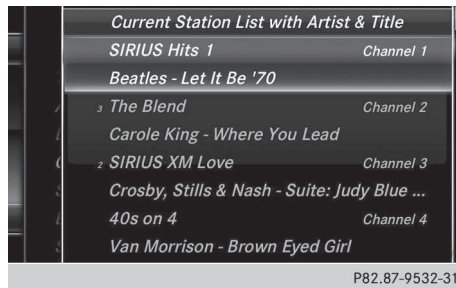 Current Station List with Artist & Title
SIRIUS Hits 1 Channel 1
Beatles - Let It Be '70
3 The Blend Channel 2
Carole King - Where You Lead
2 SIRIUS XM Love Channel 3
Crosby, Stills & Nash - Suite: Judy Blue ...
40s on 4 Channel 4
Van Morrison - Brown Eyed Girl
P82.87-9532-31